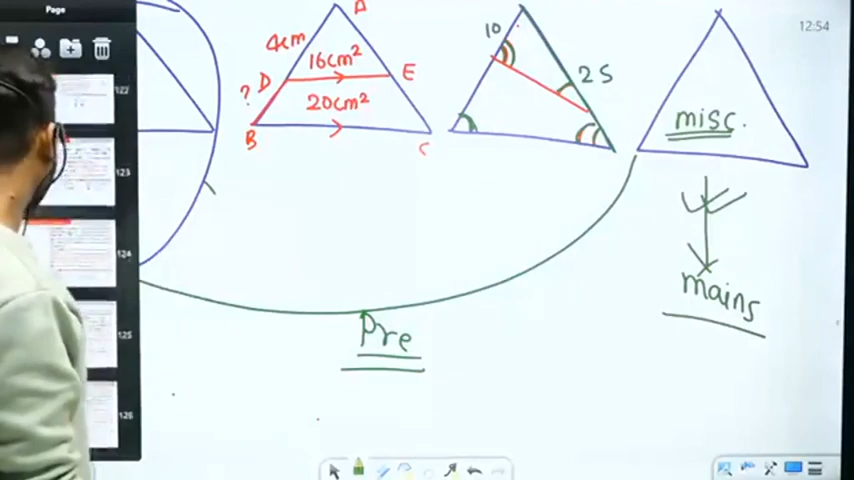 Page
12:54
A
4cm
16cm²
D
E
?
20cm²
B
C
10
25
misc.
mains
Pre
122
123
124
125
126